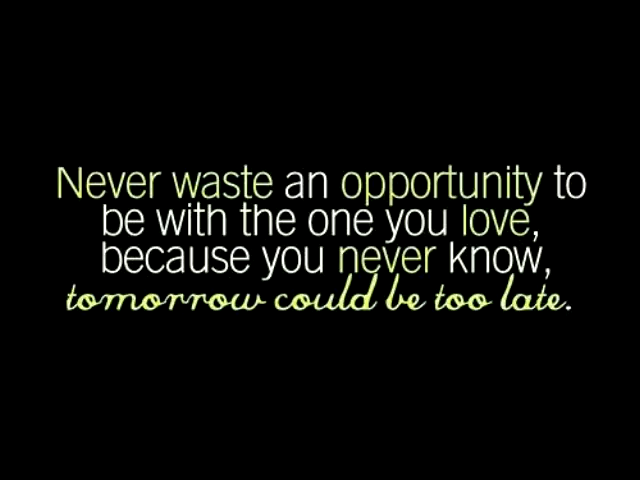 Never waste an opportunity to
be with the one you love,
because you never know,
tomorrow could be too late.